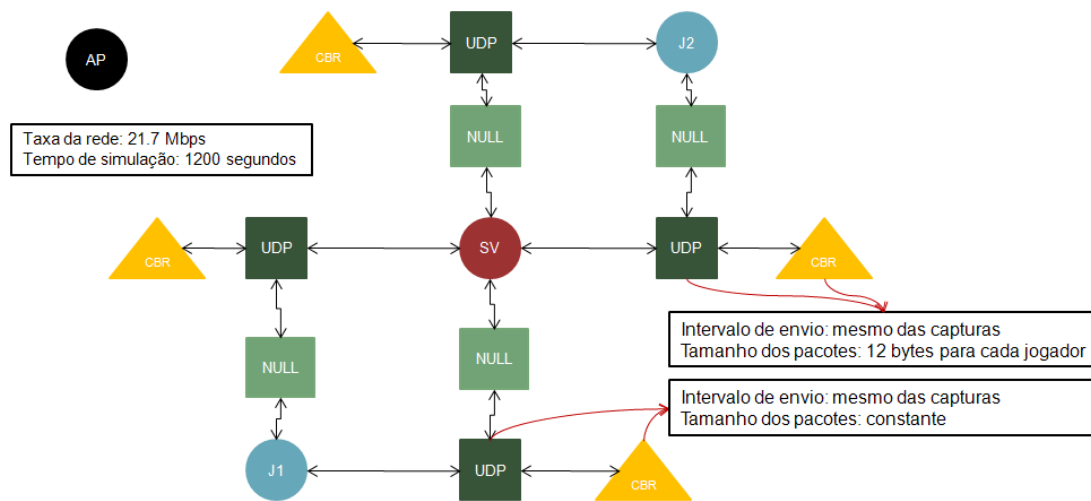 AP
CBR
UDP
J2
Taxa da rede: 21.7 Mbps
Tempo de simulação: 1200 segundos
NULL
NULL
CBR
UDP
SV
UDP
CBR
Intervalo de envio: mesmo das capturas
Tamanho dos pacotes: 12 bytes para cada jogador
NULL
NULL
Intervalo de envio: mesmo das capturas
Tamanho dos pacotes: constante
J1
UDP
CBR